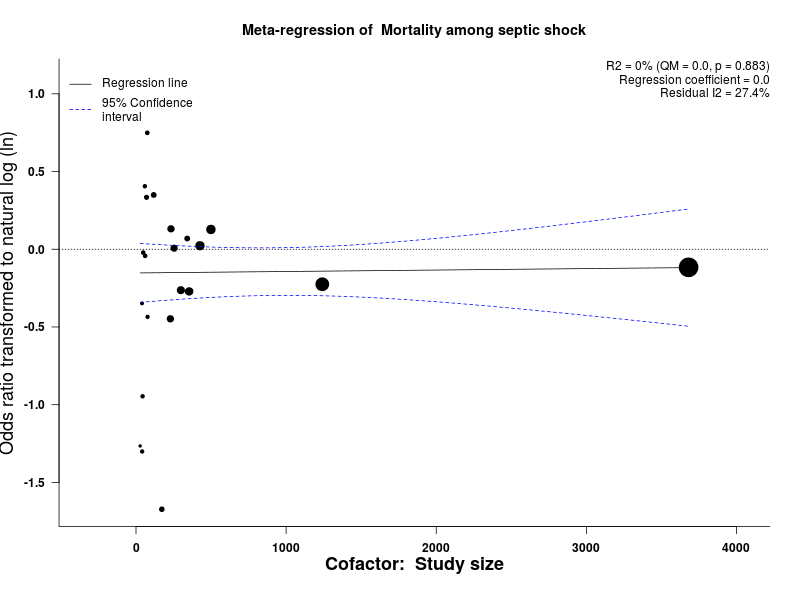 Meta-regression of  Mortality among septic shock
R2 = 0% (QM = 0.0, p = 0.883)
Regression coefficient = 0.0
Residual I2 = 27.4%
Regression line
95% Confidence
interval
Odds ratio transformed to natural log (ln)
1.0
0.5
0.0
-0.5
-1.0
-1.5
0
1000
2000
3000
4000
Cofactor:  Study size